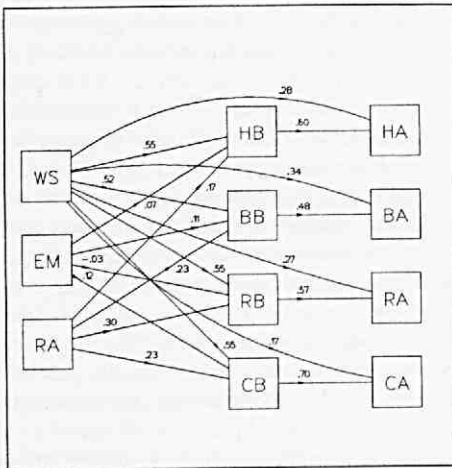 .28
HB
.60
HA
.55
WS
.17
.34
.52
.07
BB
.48
BA
.11
EM
-.03
.23
.55
.27
.12
RB
.57
RA
RA
.30
.55
.17
.23
CB
.70
CA